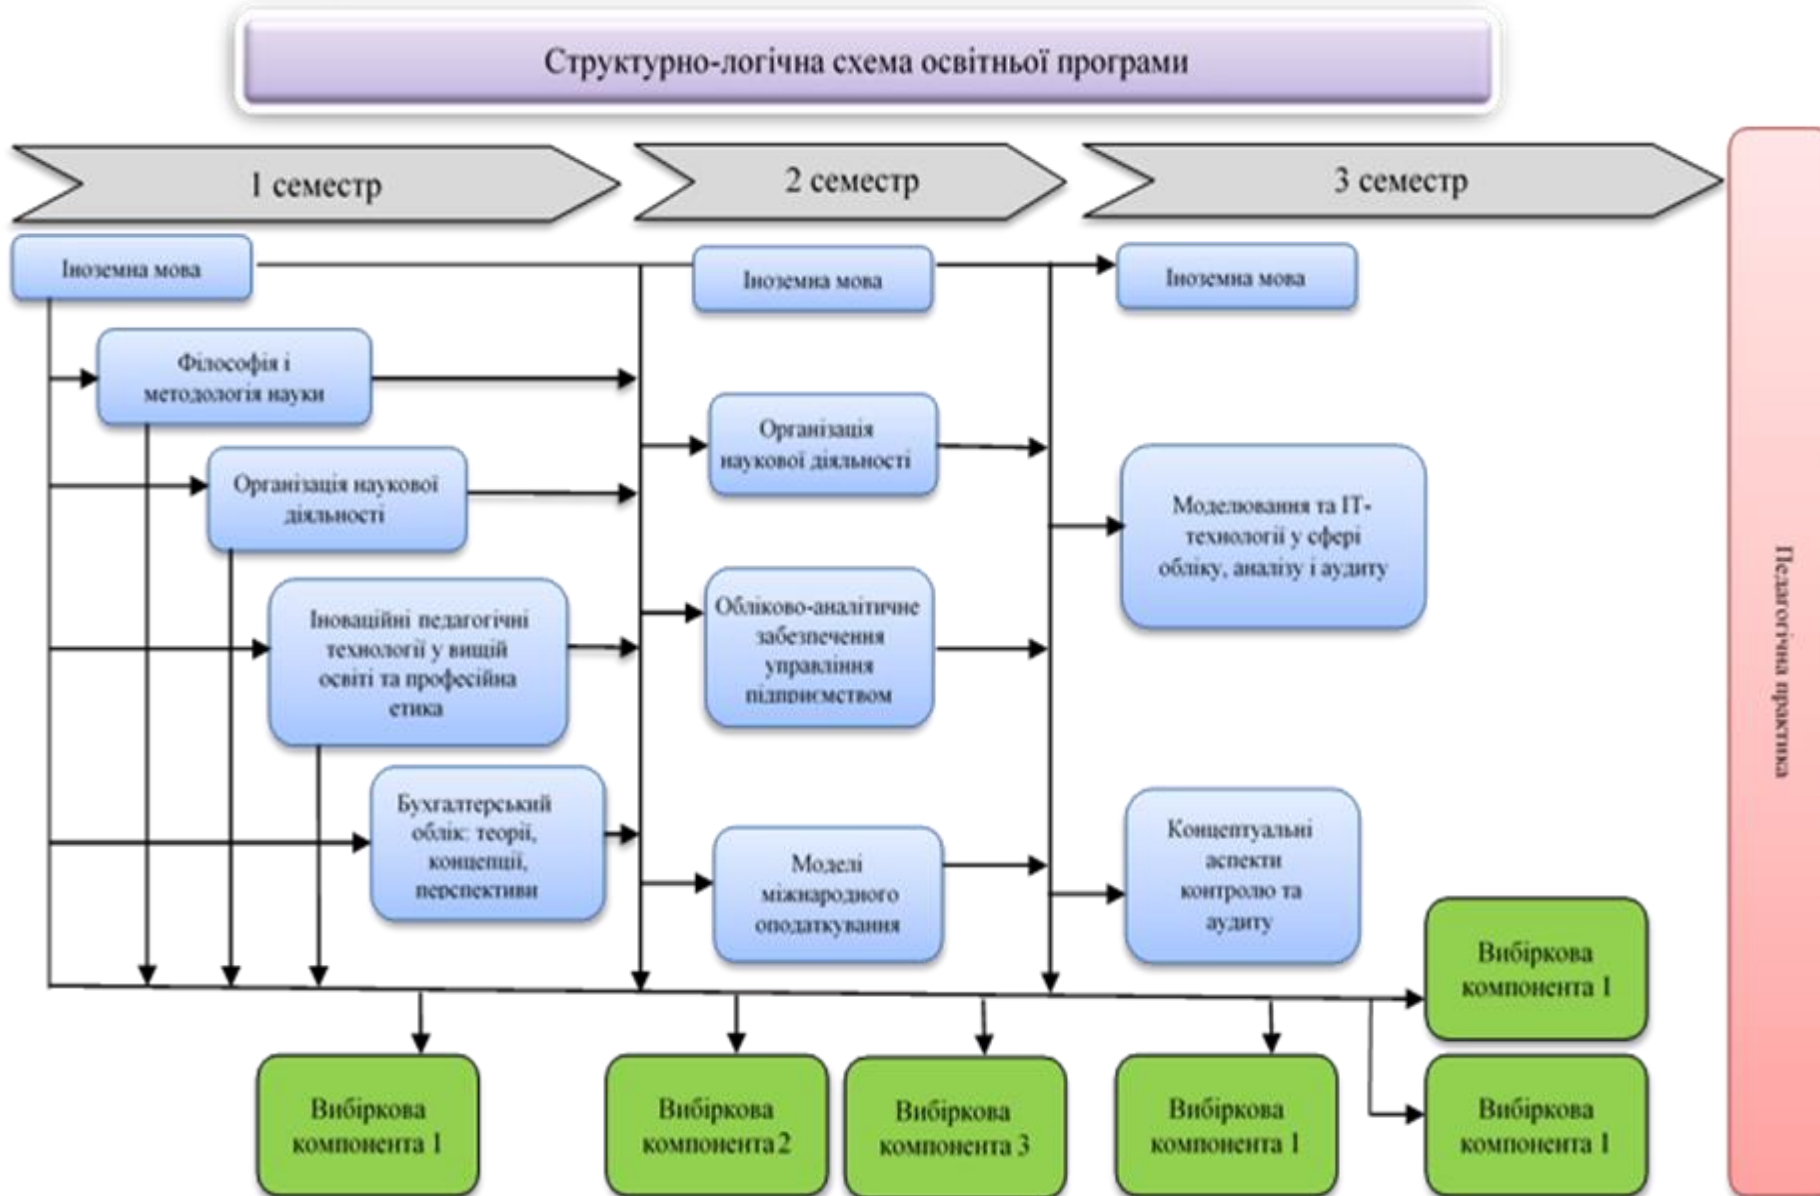 Структурно-логічна схема освітньої програми
1 семестр
2 семестр
3 семестр
Іноземна мова
Філософія і
методологія науки
Організація наукової
діяльності
Іноваційні педагогічні
технології у вищій
освіті та професійна
етика
Бухгалтерський
облік: теорії,
концепції,
перспективи
Іноземна мова
Організація
наукової діяльності
Обліково-аналітичне
забезпечення
управління
підприємством
Моделі
міжнародного
оподаткування
Іноземна мова
Моделювання та ІТ-
технології у сфері
обліку, аналізу і аудиту
Концептуальні
аспекти
контролю та
аудиту
Вибіркова
компонента 1
Вибіркова
компонента 1
Вибіркова
компонента 2
Вибіркова
компонента 3
Вибіркова
компонента 1
Вибіркова
компонента 1
Педагогічна практика